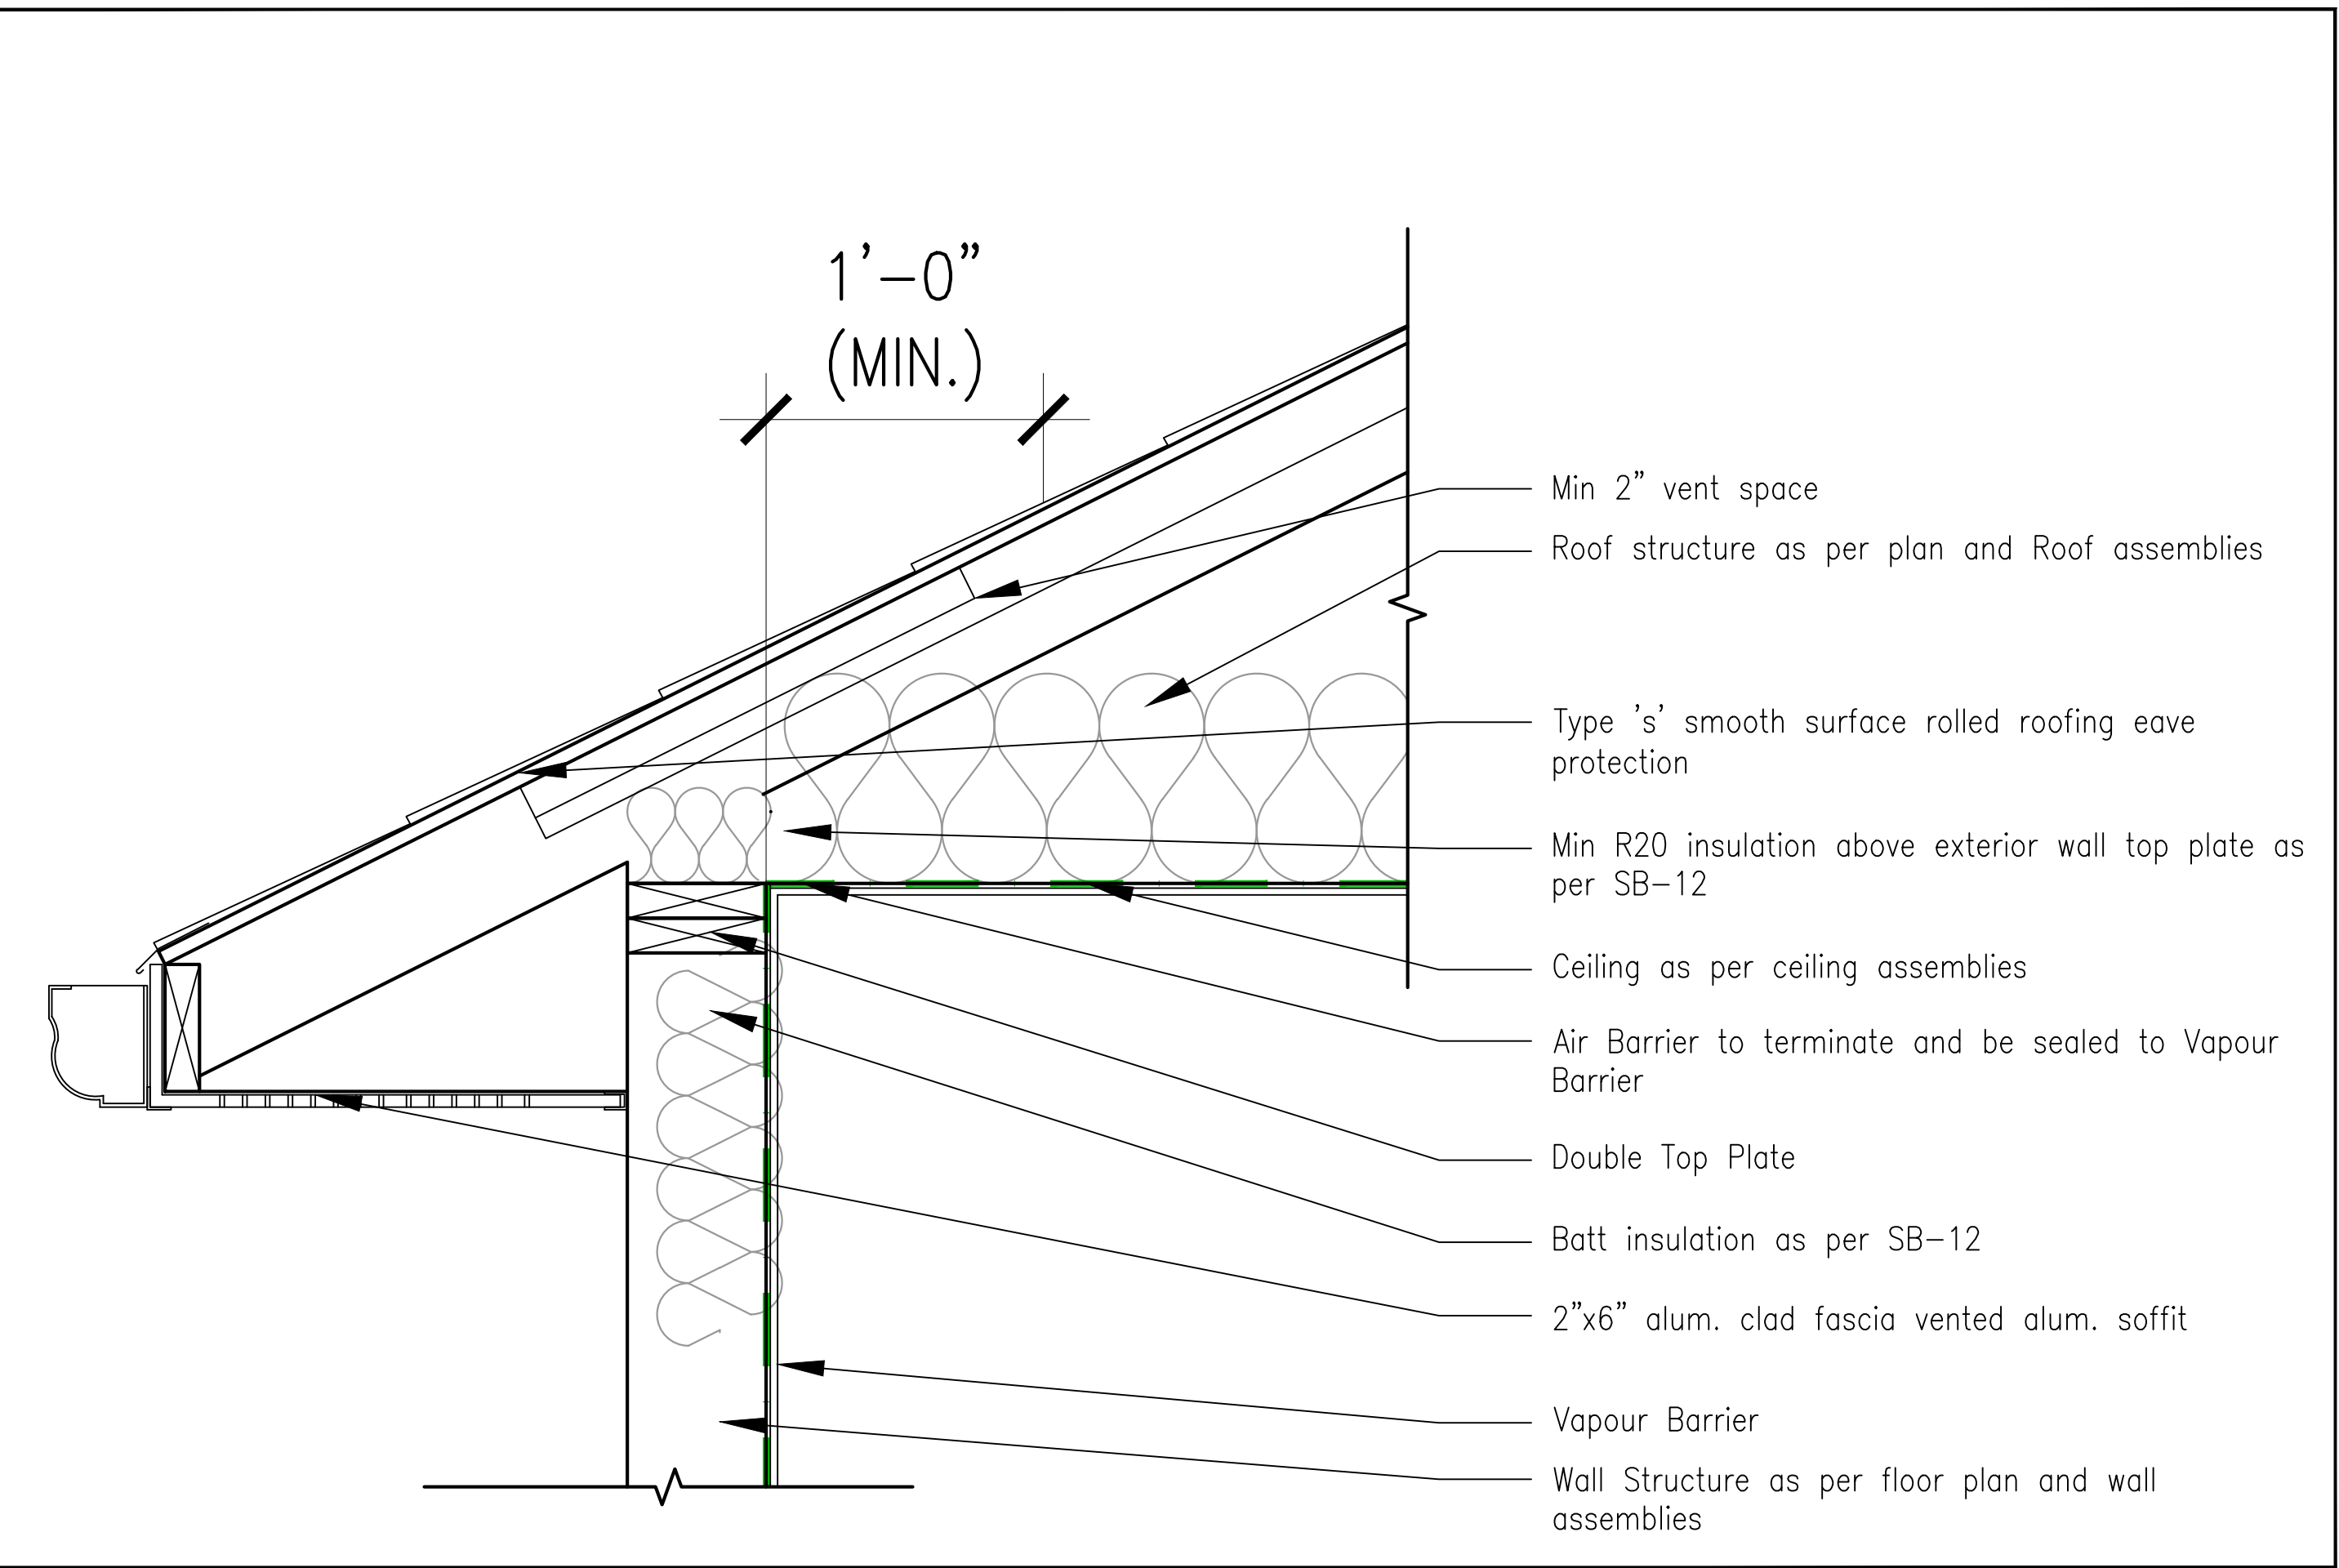 1'-0"
(MIN.)
Min 2" vent space
Roof structure as per plan and Roof assemblies
Type 's' smooth surface rolled roofing eave
protection
Min R20 insulation above exterior wall top plate as
per SB-12
Ceiling as per ceiling assemblies
Air Barrier to terminate and be sealed to Vapour
Barrier
Double Top Plate
Batt insulation as per SB-12
2"x6" alum. clad fascia vented alum. soffit
Vapour Barrier
Wall Structure as per floor plan and wall
assemblies